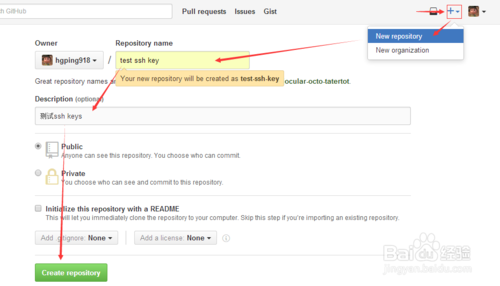 th GitHub
Pull requests Issues Gist
New repository
New organization
Owner Repository name
hgping918 / test ssh key
Great repository names a
Your new repository will be created as test-ssh-key
ocular-octo-tatertot.
Description (optional)
测试ssh keys
Public
Anyone can see this repository. You choose who can commit.
Private
You choose who can see and commit to this repository.
Initialize this repository with a README
This will let you immediately clone the repository to your computer. Skip this step if you're importing an existing repository.
Add .gitignore: None Add a license: None
Create repository
Baidu 经验
jingyan.baidu.com